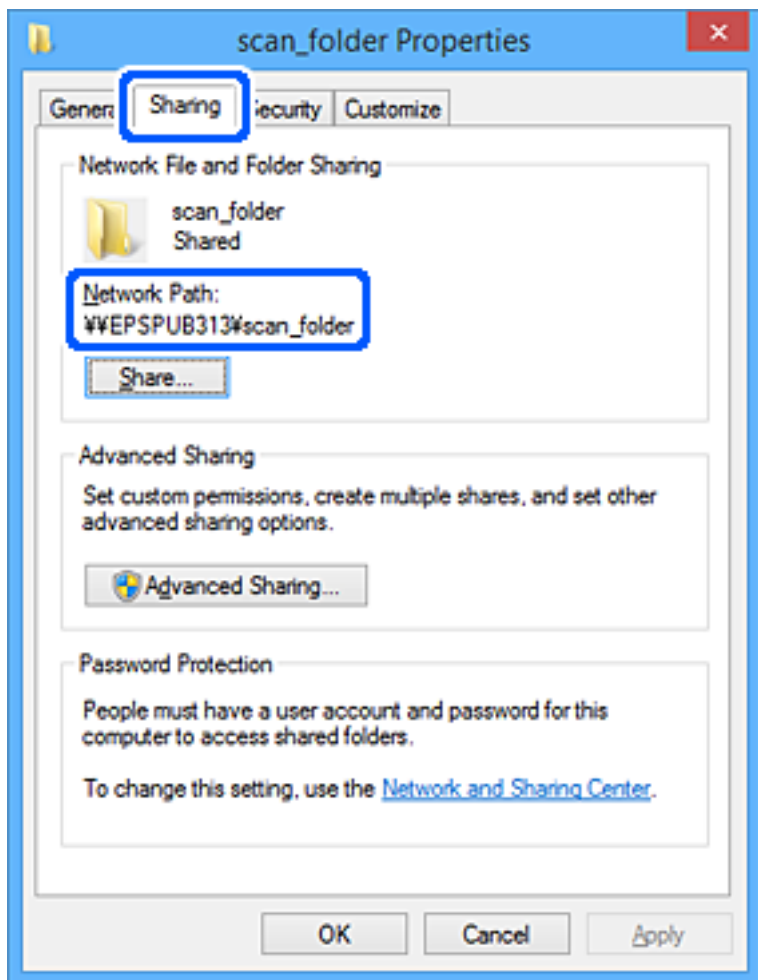 scan_folder Properties
Sharing
Customize
Network File and Folder Sharing
scan_folder
Shared
Network Path:
¥¥EPSPUB313¥scan_folder
Share...
Advanced Sharing
Set custom permissions, create multiple shares, and set other
advanced sharing options.
Advanced Sharing...
Password Protection
People must have a user account and password for this
computer to access shared folders.
To change this setting, use the Network and Sharing Center.
OK Cancel Apply